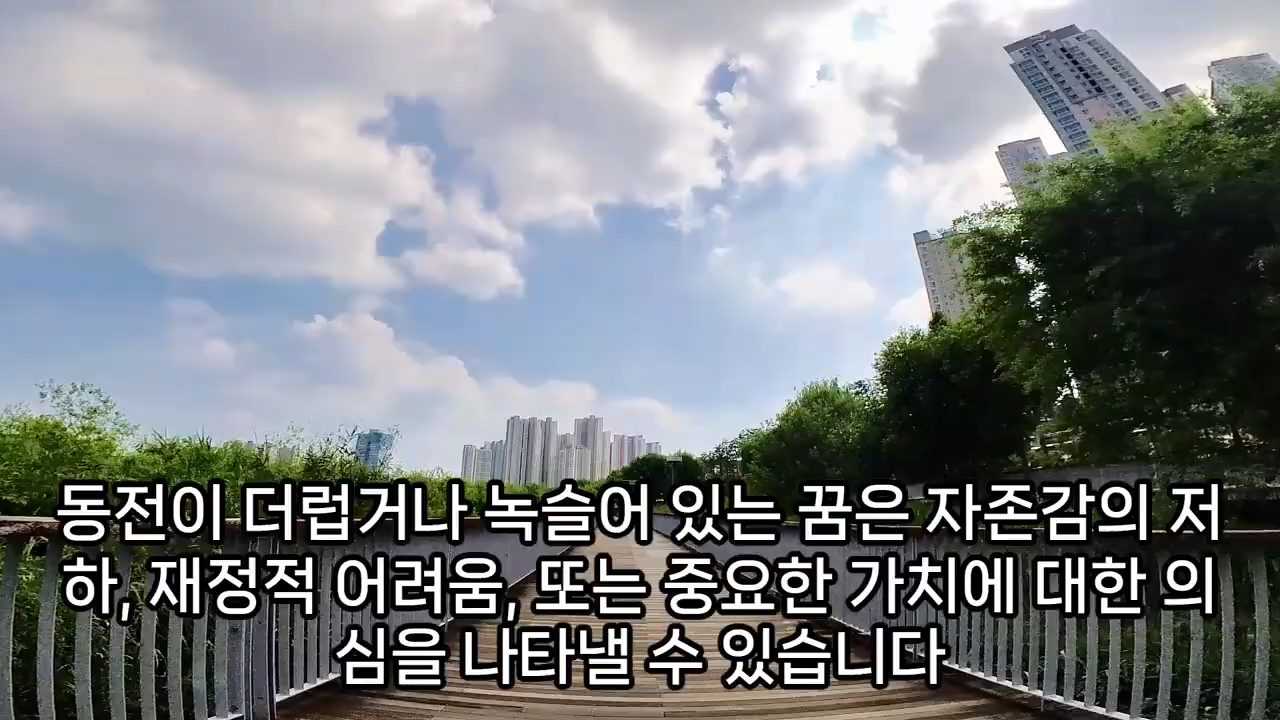 동전이 더럽거나 녹슬어 있는 꿈은 자존감의 저
하, 재정적 어려움, 또는 중요한 가치에 대한 의
심을 나타낼 수 있습니다